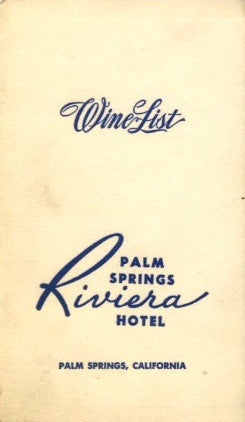 Wine List
PALM
SPRINGS
Riviera
HOTEL
PALM SPRINGS, CALIFORNIA